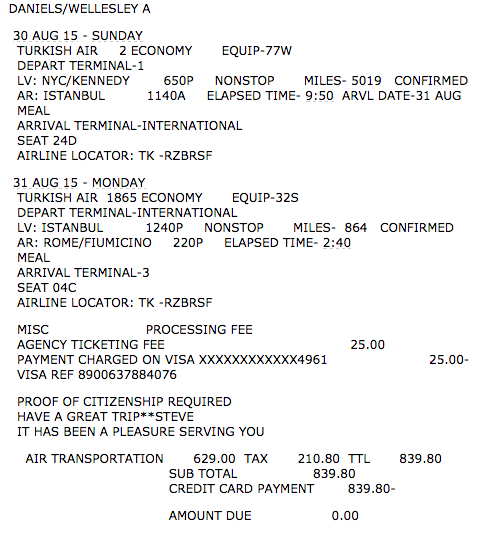 DANIELS/WELLESLEY A
30 AUG 15 - SUNDAY
TURKISH AIR 2 ECONOMY EQUIP-77W
DEPART TERMINAL-1
LV: NYC/KENNEDY 650P NONSTOP MILES- 5019 CONFIRMED
AR: ISTANBUL 1140A ELAPSED TIME- 9:50 ARVL DATE-31 AUG
MEAL
ARRIVAL TERMINAL-INTERNATIONAL
SEAT 24D
AIRLINE LOCATOR: TK -RZBRSF
31 AUG 15 - MONDAY
TURKISH AIR 1865 ECONOMY EQUIP-32S
DEPART TERMINAL-INTERNATIONAL
LV: ISTANBUL 1240P NONSTOP MILES- 864 CONFIRMED
AR: ROME/FIUMICINO 220P ELAPSED TIME- 2:40
MEAL
ARRIVAL TERMINAL-3
SEAT 04C
AIRLINE LOCATOR: TK -RZBRSF
MISC PROCESSING FEE
AGENCY TICKETING FEE 25.00
PAYMENT CHARGED ON VISA XXXXXXXXXXXX4961 25.00-
VISA REF 8900637884076
PROOF OF CITIZENSHIP REQUIRED
HAVE A GREAT TRIP**STEVE
IT HAS BEEN A PLEASURE SERVING YOU
AIR TRANSPORTATION 629.00 TAX 210.80 TTL 839.80
SUB TOTAL 839.80
CREDIT CARD PAYMENT 839.80-
AMOUNT DUE 0.00